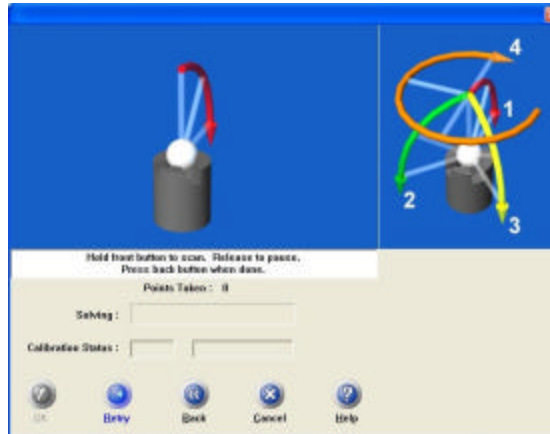 4
1
2
3
Hold front button to scan. Release to pause.
Press back button when done.
Points Taken : 0
Solving :
Calibration Status :
OK
Retry
Back
Cancel
Help